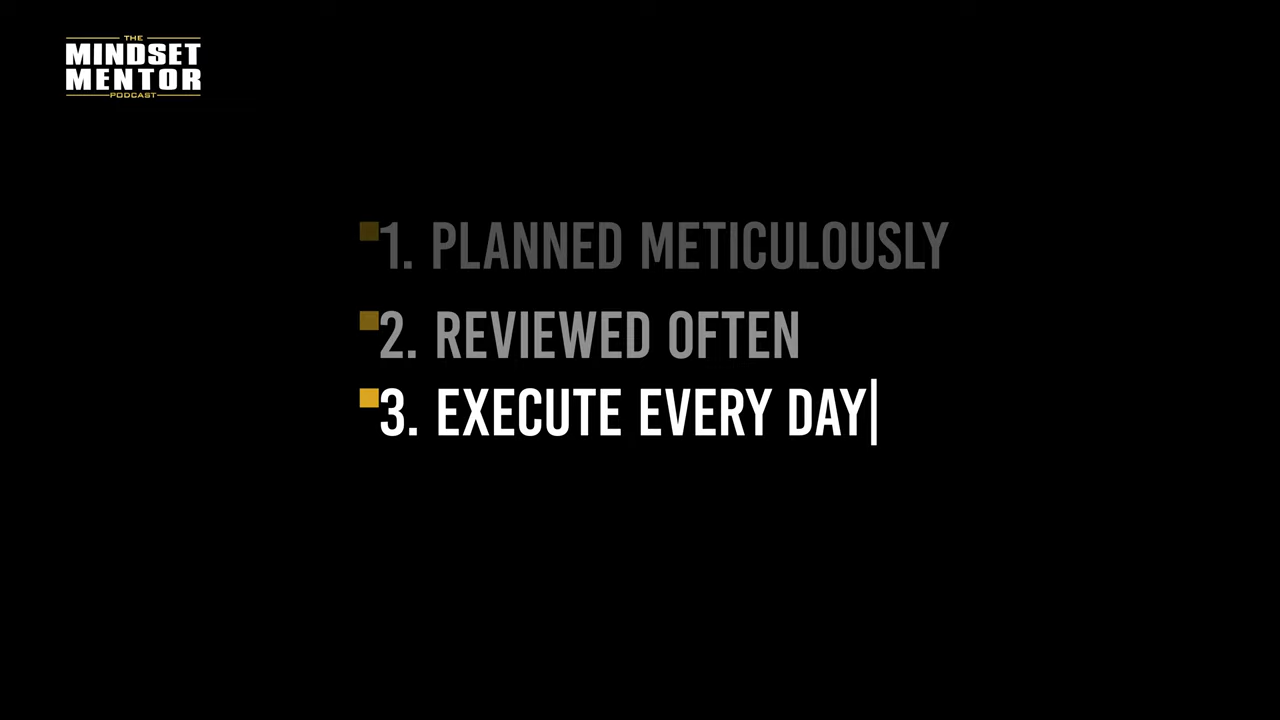 THE
MINDSET
MENTOR
PODCAST
1. PLANNED METICULOUSLY
2. REVIEWED OFTEN
3. EXECUTE EVERY DAY